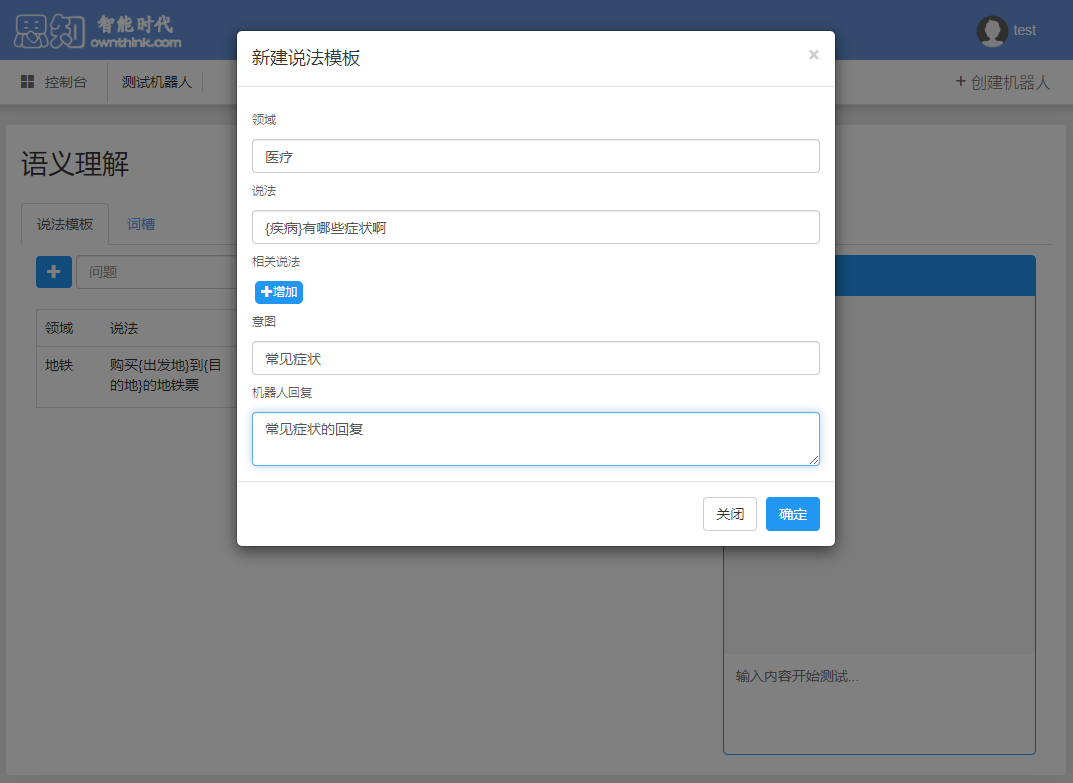 思知 智能时代
ownthink.com
test
控制台
测试机器人
+ 创建机器人
新建说法模板
×
领域
医疗
说法
{疾病}有哪些症状啊
相关说法
+增加
意图
常见症状
机器人回复
常见症状的回复
关闭
确定
语义理解
说法模板
词槽
+
问题
领域
说法
地铁
购买{出发地}到{目
的地}的地铁票
输入内容开始测试...